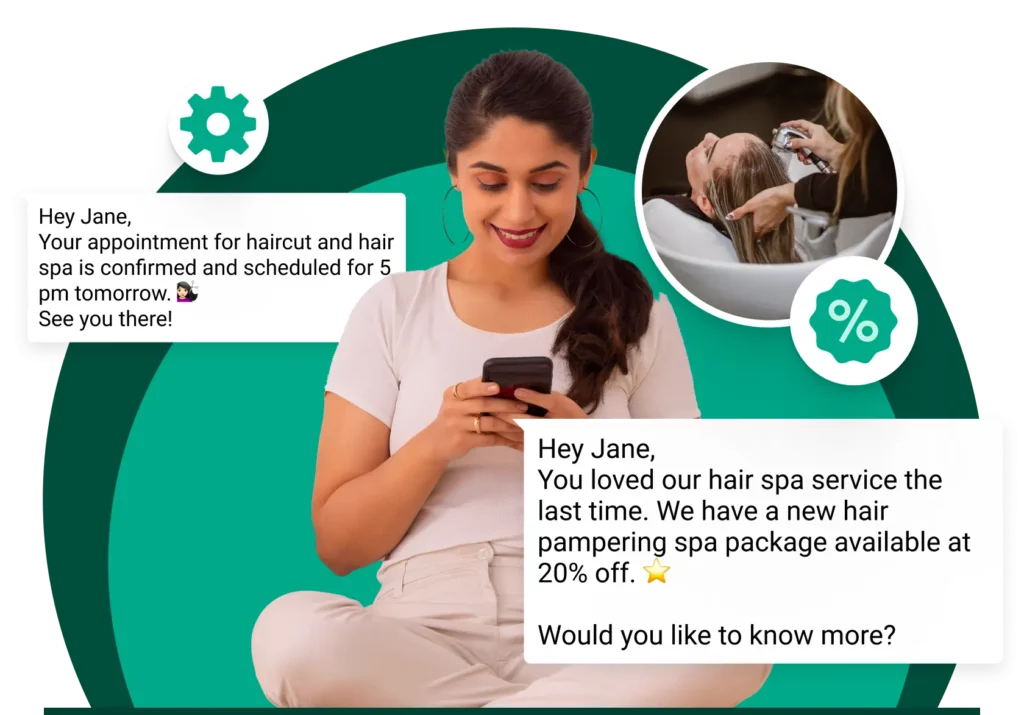 Hey Jane,
Your appointment for haircut and hair
spa is confirmed and scheduled for 5
pm tomorrow. 💇🏻‍♀️
See you there!
%
Hey Jane,
You loved our hair spa service the
last time. We have a new hair
pampering spa package available at
20% off. ⭐
Would you like to know more?